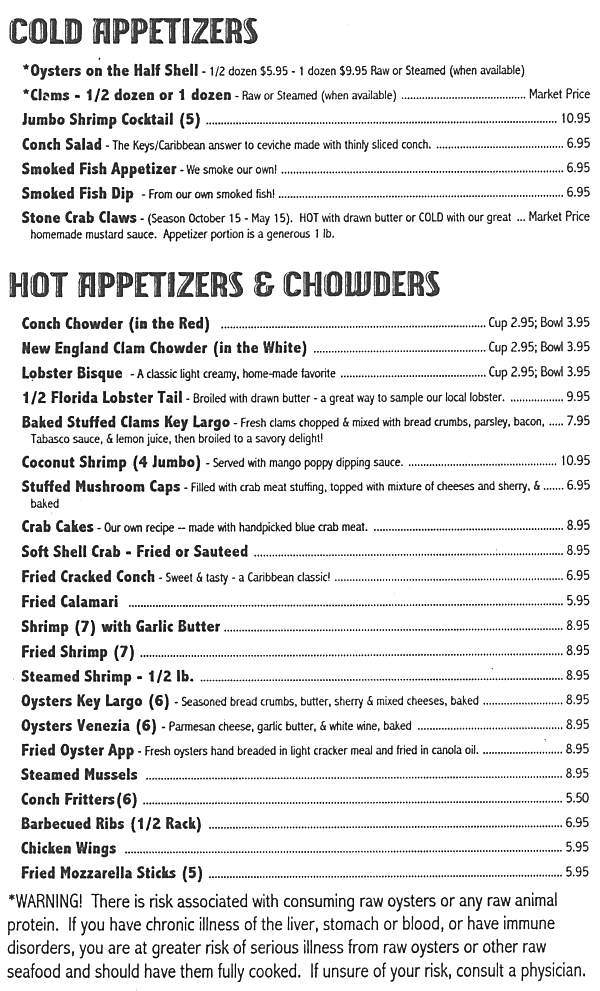 COLD APPETIZERS
*Oysters on the Half Shell - 1/2 dozen $5.95 - 1 dozen $9.95 Raw or Steamed (when available)
*Clams - 1/2 dozen or 1 dozen - Raw or Steamed (when available) ........ Market Price
Jumbo Shrimp Cocktail (5) ........ 10.95
Conch Salad - The Keys/Caribbean answer to ceviche made with thinly sliced conch. ........ 6.95
Smoked Fish Appetizer - We smoke our own! ........ 6.95
Smoked Fish Dip - From our own smoked fish! ........ 6.95
Stone Crab Claws - (Season October 15 - May 15). HOT with drawn butter or COLD with our great ... Market Price
homemade mustard sauce. Appetizer portion is a generous 1 lb.
HOT APPETIZERS & CHOWDERS
Conch Chowder (in the Red) ........ Cup 2.95; Bowl 3.95
New England Clam Chowder (in the White) ........ Cup 2.95; Bowl 3.95
Lobster Bisque - A classic light creamy, home-made favorite ........ Cup 2.95; Bowl 3.95
1/2 Florida Lobster Tail - Broiled with drawn butter - a great way to sample our local lobster. ........ 9.95
Baked Stuffed Clams Key Largo - Fresh clams chopped & mixed with bread crumbs, parsley, bacon, ..... 7.95
Tabasco sauce, & lemon juice, then broiled to a savory delight!
Coconut Shrimp (4 Jumbo) - Served with mango poppy dipping sauce. ........ 10.95
Stuffed Mushroom Caps - Filled with crab meat stuffing, topped with mixture of cheeses and sherry, & ...... 6.95
baked
Crab Cakes - Our own recipe -- made with handpicked blue crab meat. ........ 8.95
Soft Shell Crab - Fried or Sauteed ........ 8.95
Fried Cracked Conch - Sweet & tasty - a Caribbean classic! ........ 6.95
Fried Calamari ........ 5.95
Shrimp (7) with Garlic Butter ........ 8.95
Fried Shrimp (7) ........ 8.95
Steamed Shrimp - 1/2 lb. ........ 8.95
Oysters Key Largo (6) - Seasoned bread crumbs, butter, sherry & mixed cheeses, baked ........ 8.95
Oysters Venezia (6) - Parmesan cheese, garlic butter, & white wine, baked ........ 8.95
Fried Oyster App - Fresh oysters hand breaded in light cracker meal and fried in canola oil. ........ 8.95
Steamed Mussels ........ 8.95
Conch Fritters(6) ........ 5.50
Barbecued Ribs (1/2 Rack) ........ 6.95
Chicken Wings ........ 5.95
Fried Mozzarella Sticks (5) ........ 5.95
*WARNING! There is risk associated with consuming raw oysters or any raw animal
protein. If you have chronic illness of the liver, stomach or blood, or have immune
disorders, you are at greater risk of serious illness from raw oysters or other raw
seafood and should have them fully cooked. If unsure of your risk, consult a physician.